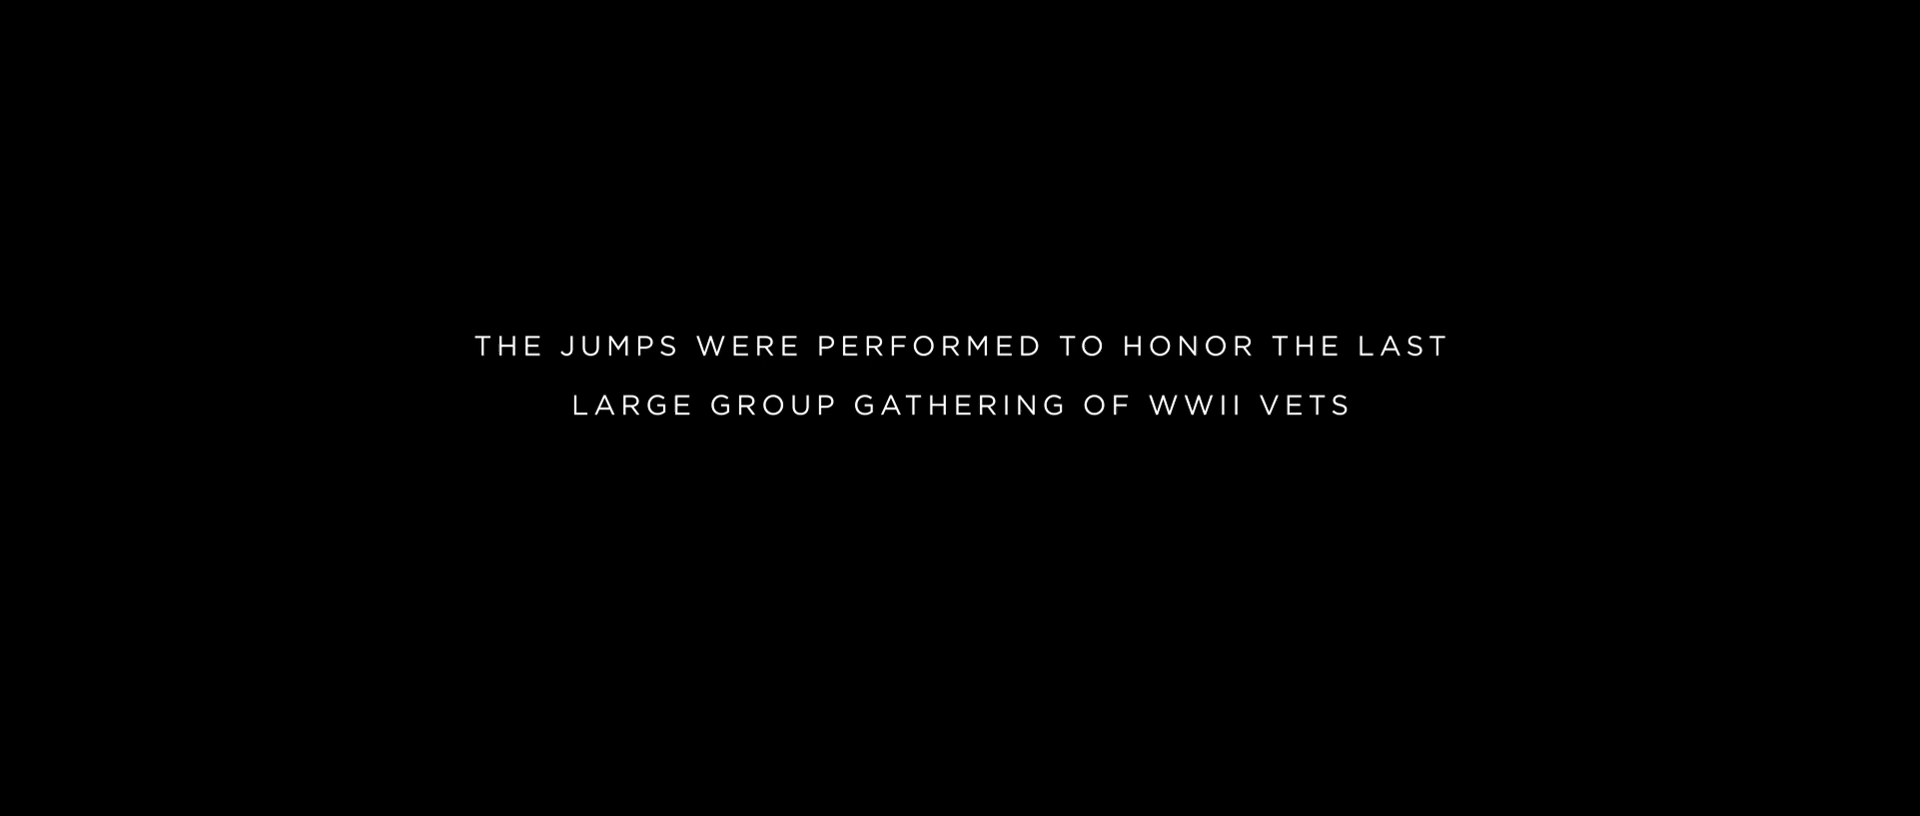 THE JUMPS WERE PERFORMED TO HONOR THE LAST
LARGE GROUP GATHERING OF WWII VETS